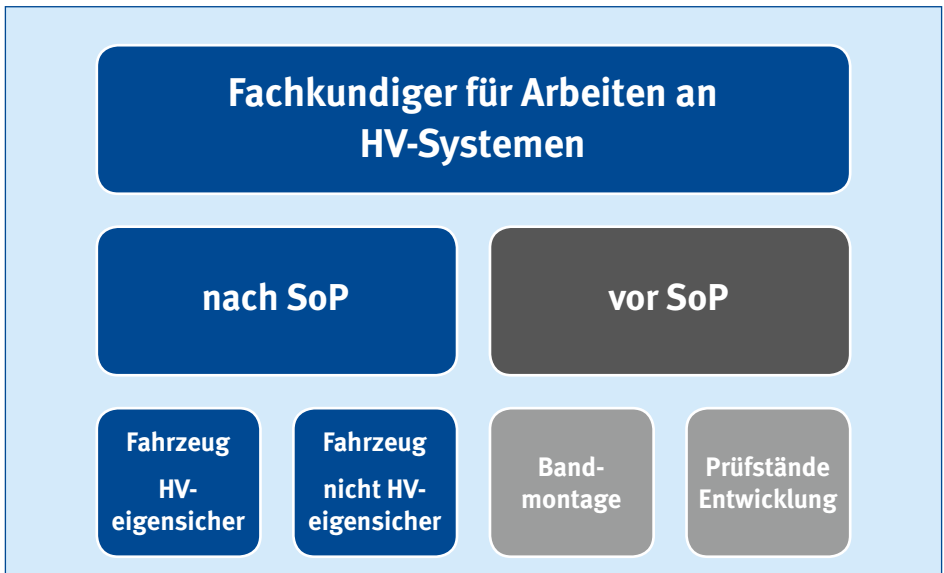 Fachkundiger für Arbeiten an
HV-Systemen
nach SoP
vor SoP
Fahrzeug
HV-
eigensicher
Fahrzeug
nicht HV-
eigensicher
Band-
montage
Prüfstände
Entwicklung